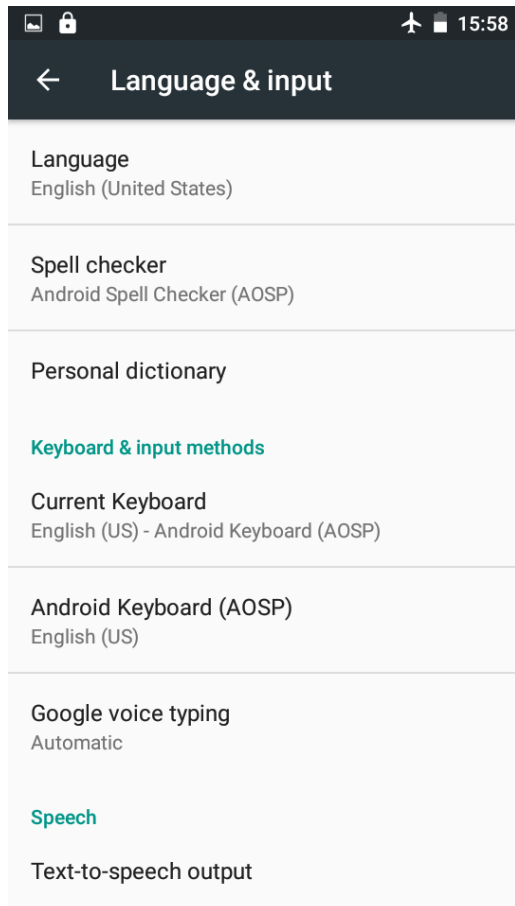 15:58
Language & input
Language
English (United States)
Spell checker
Android Spell Checker (AOSP)
Personal dictionary
Keyboard & input methods
Current Keyboard
English (US) - Android Keyboard (AOSP)
Android Keyboard (AOSP)
English (US)
Google voice typing
Automatic
Speech
Text-to-speech output